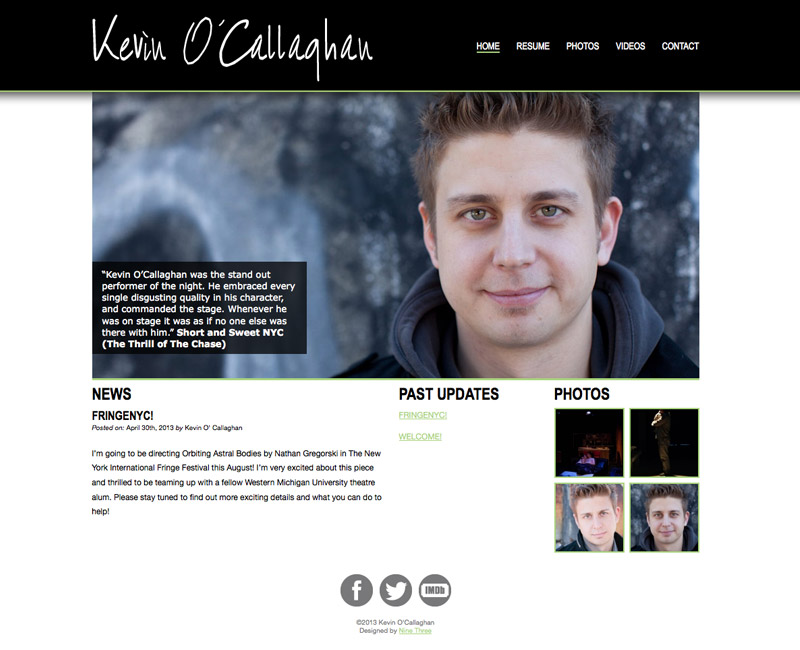 Kevin O'Callaghan
HOME RESUME PHOTOS VIDEOS CONTACT
“Kevin O’Callaghan was the stand out
performer of the night. He embraced every
single disgusting quality in his character,
and commanded the stage. Whenever he
was on stage it was as if no one else was
there with him.” Short and Sweet NYC
(The Thrill of The Chase)
NEWS
FRINGENYC!
Posted on: April 30th, 2013 by Kevin O' Callaghan
I'm going to be directing Orbiting Astral Bodies by Nathan Gregorski in The New
York International Fringe Festival this August! I'm very excited about this piece
and thrilled to be teaming up with a fellow Western Michigan University theatre
alum. Please stay tuned to find out more exciting details and what you can do to
help!
PAST UPDATES
FRINGENYC!
WELCOME!
PHOTOS
f
IMDb
©2013 Kevin O'Callaghan
Designed by Nine Three